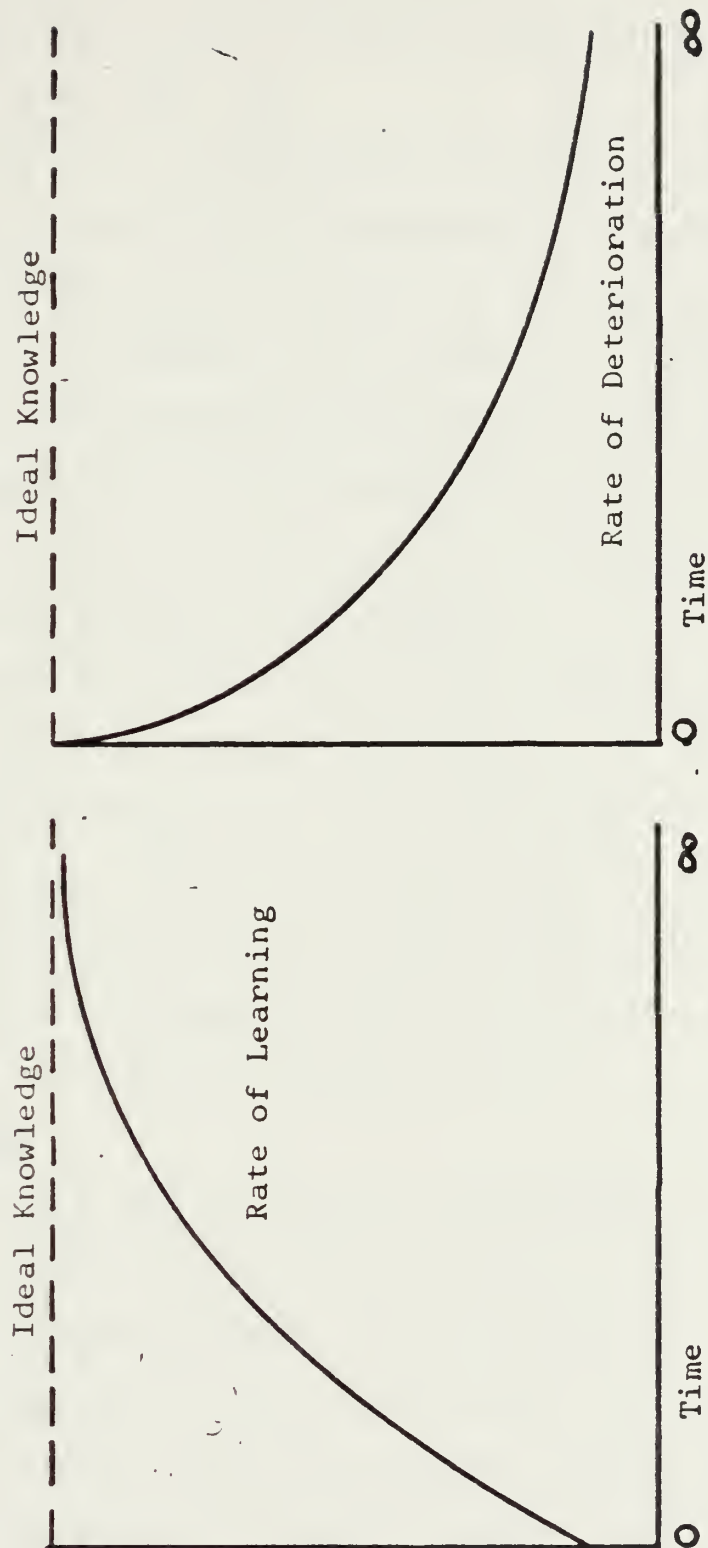 Ideal Knowledge
Rate of Learning
0
Time
∞
Ideal Knowledge
Rate of Deterioration
0
Time
∞